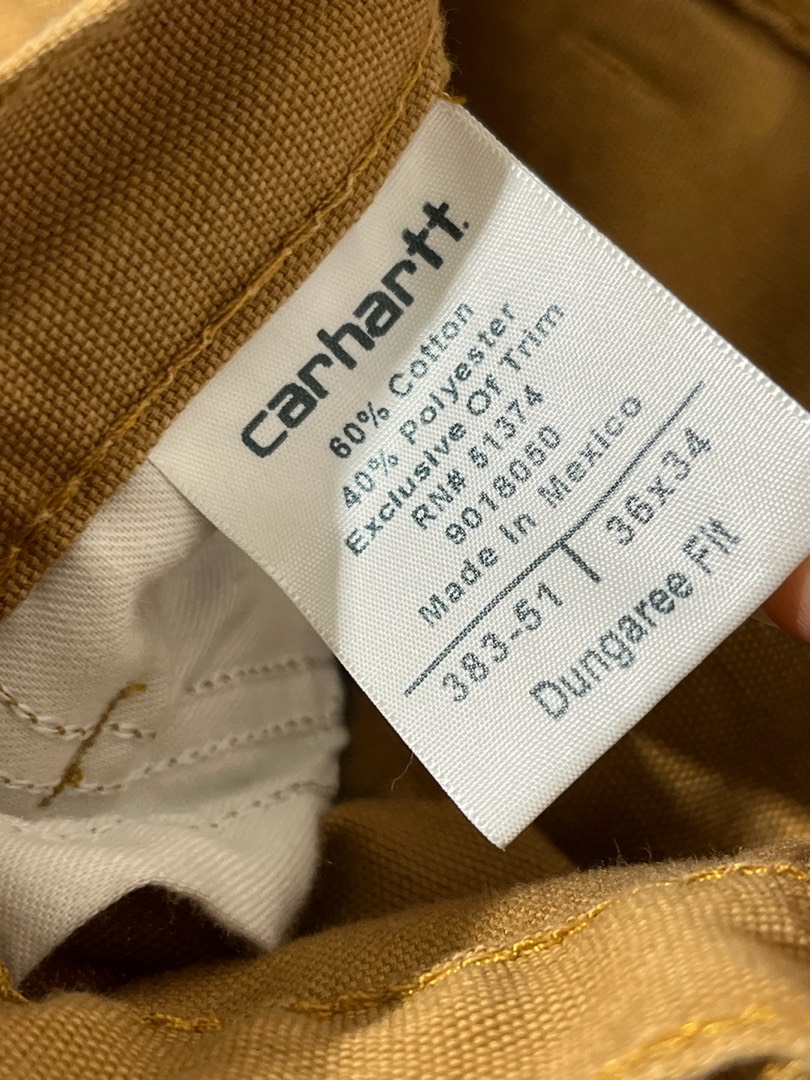 carhartt.
60% Cotton
40% Polyester
Exclusive Of Trim
RN# 51374
9018050
Made In Mexico
383-51 | 36x34
Dungaree Fit